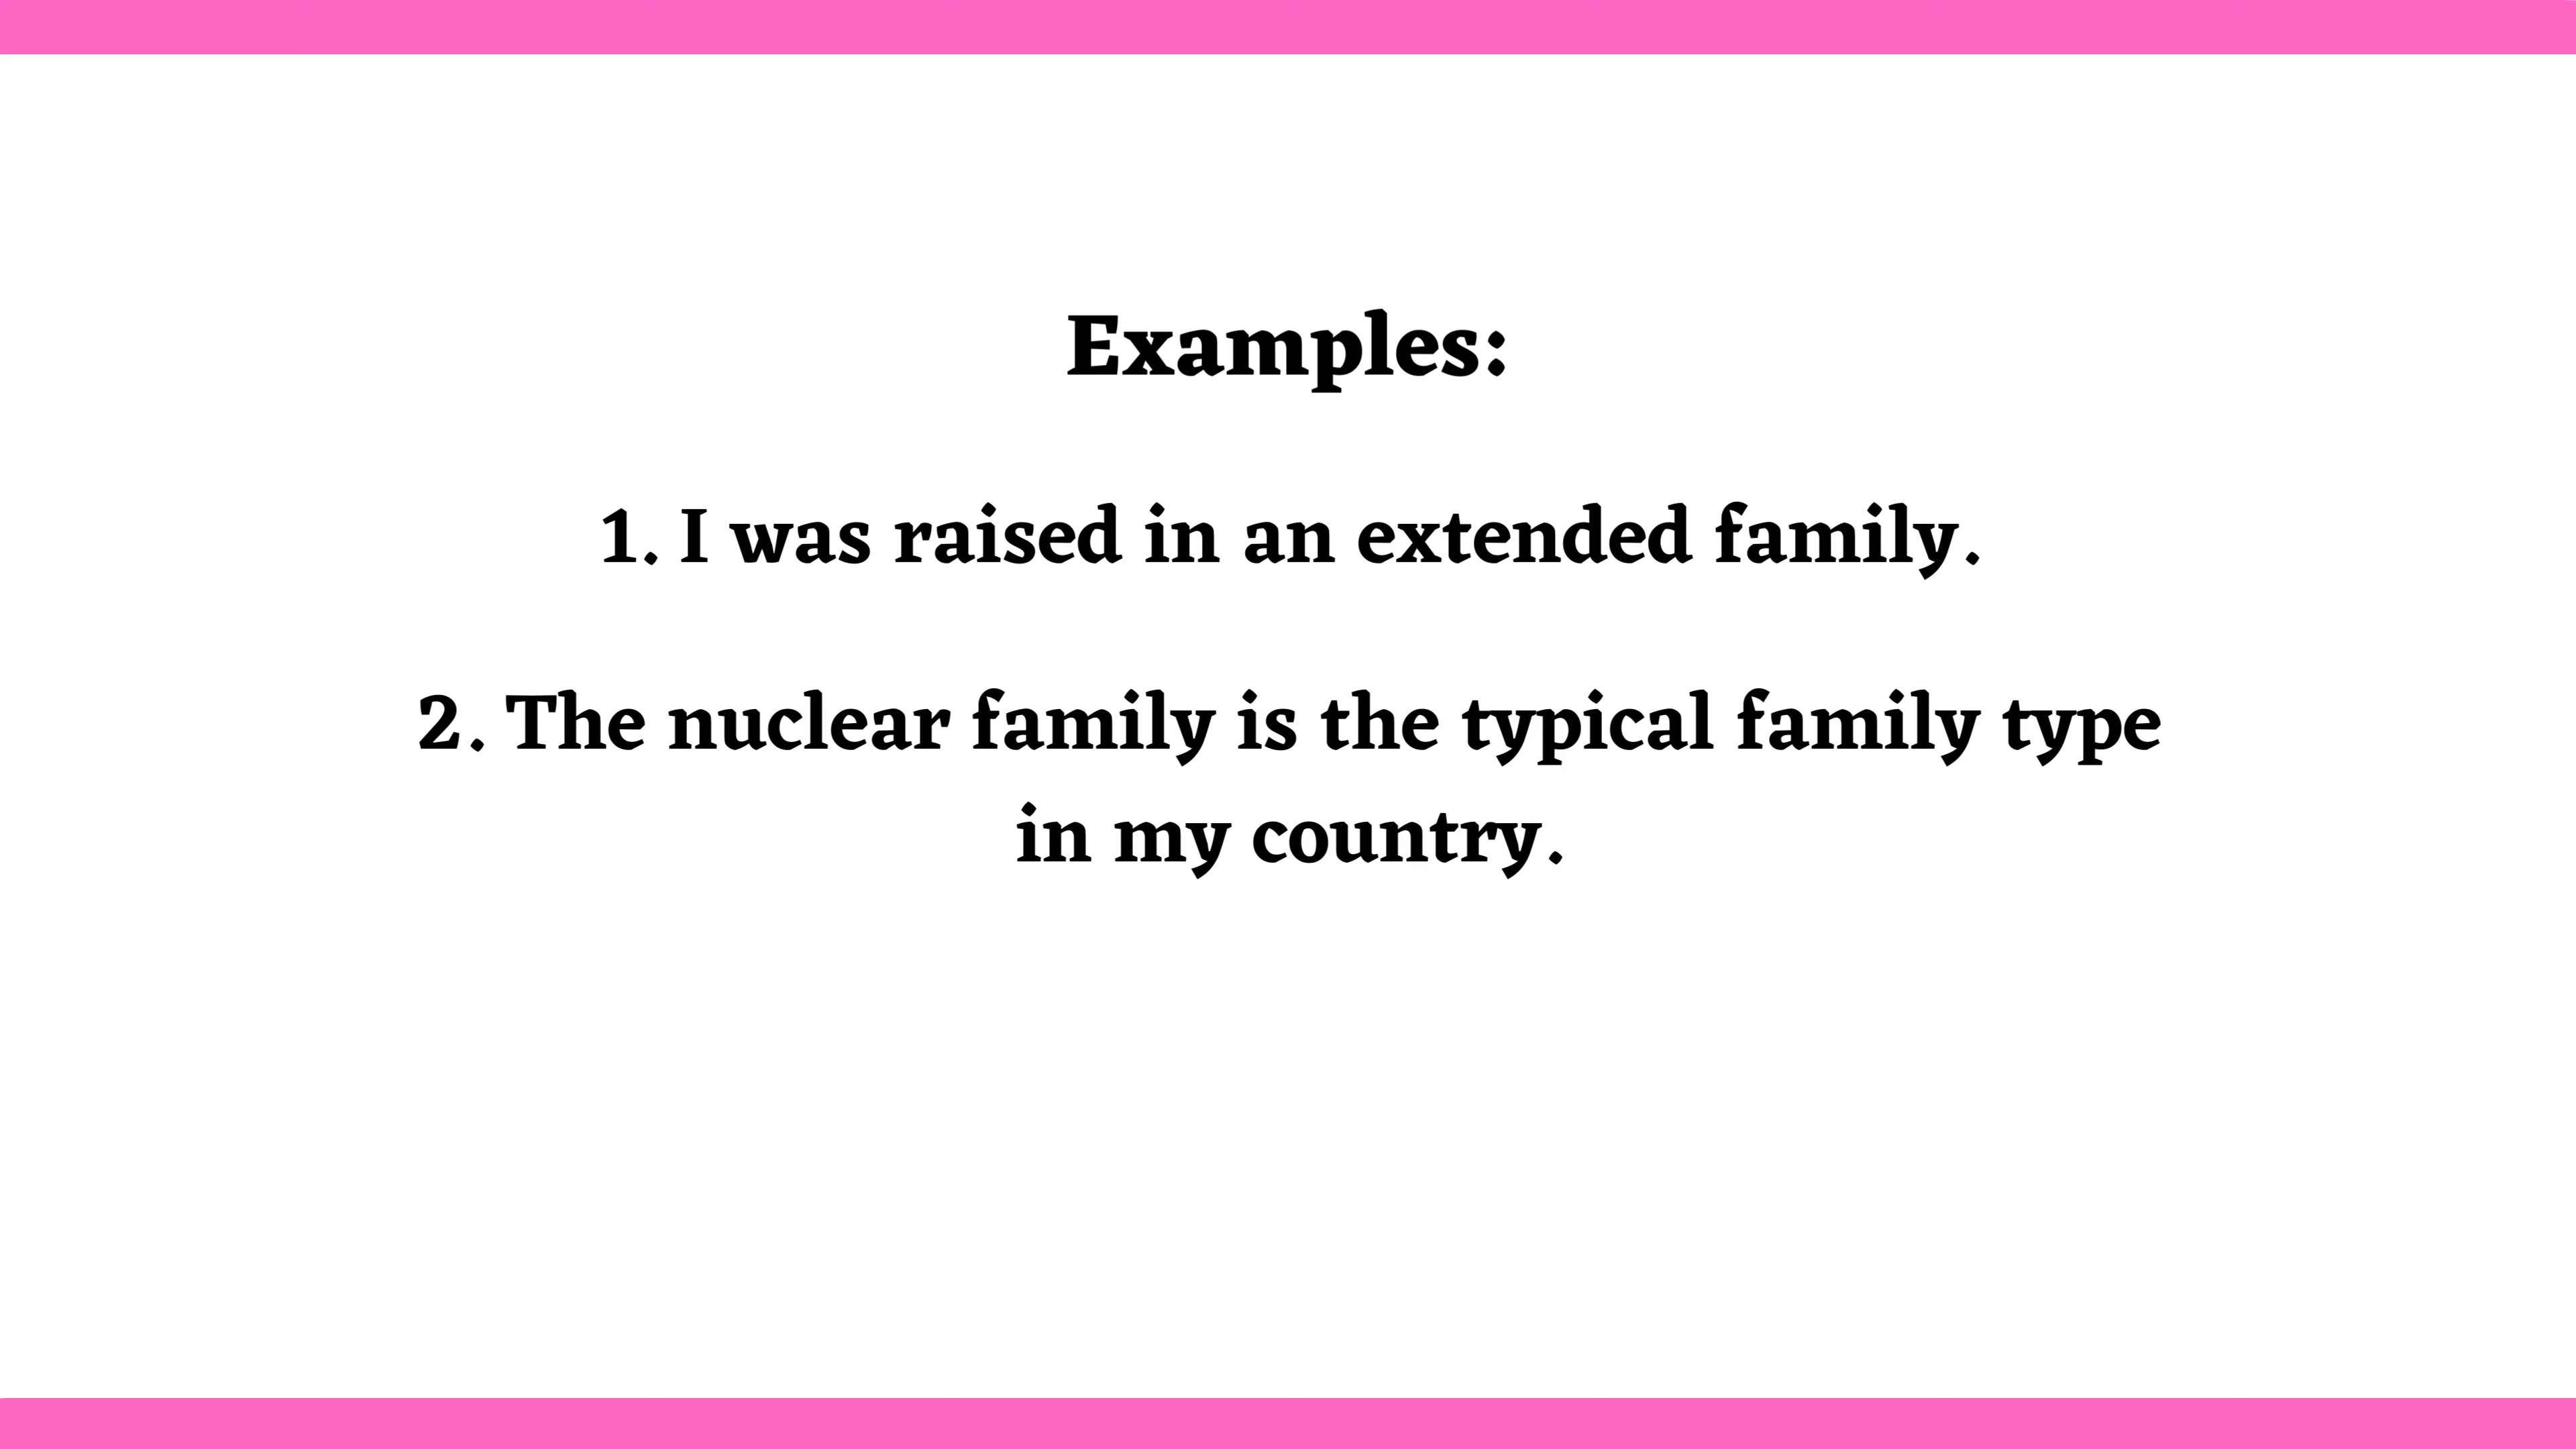 Examples:
1. I was raised in an extended family.
2. The nuclear family is the typical family type
in my country.